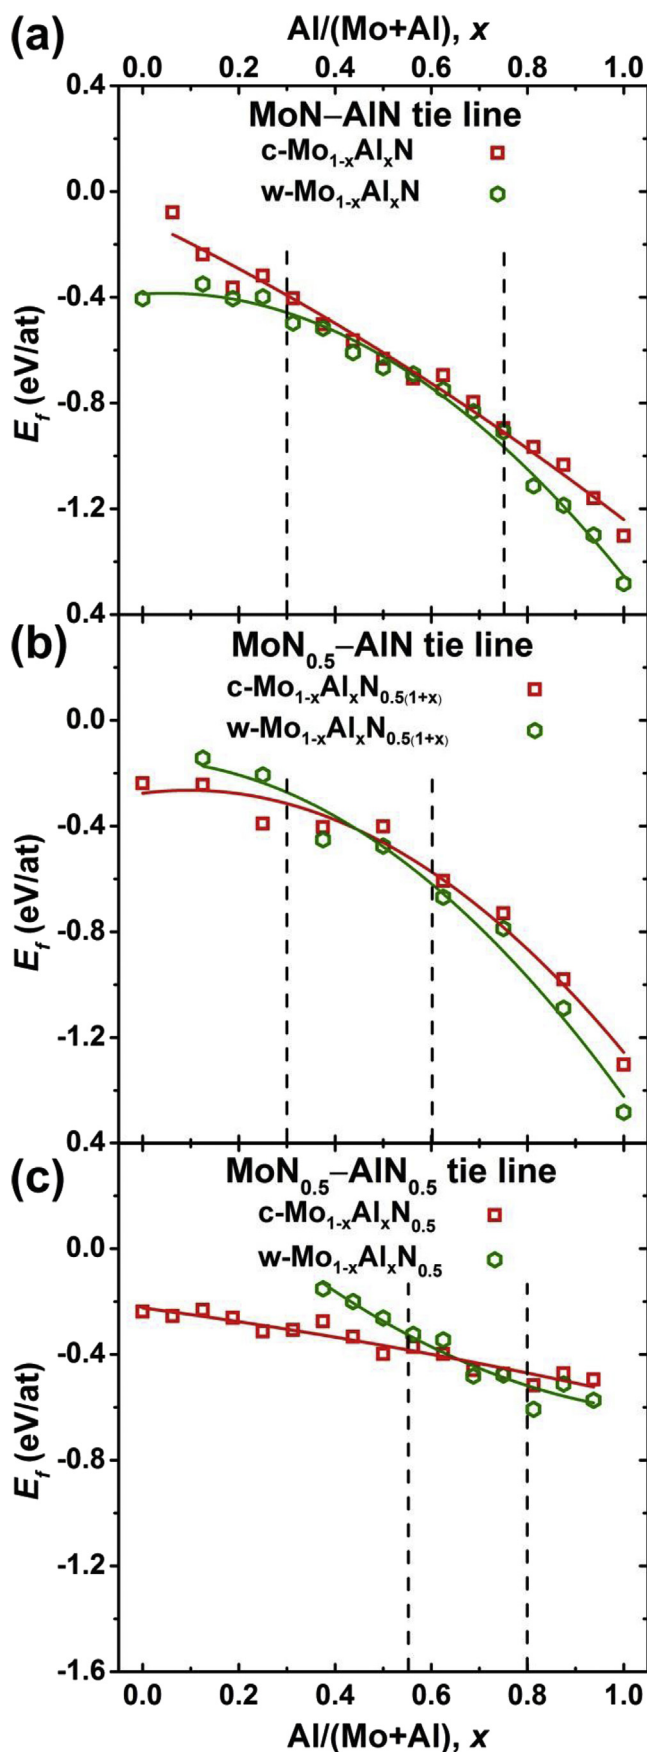 (a)
Al/(Mo+Al), x
0.0 0.2 0.4 0.6 0.8 1.0
0.4
MoN–AlN tie line
c-Mo1-xAlxN
w-Mo1-xAlxN
0.0
-0.4
-0.8
-1.2
Ef (eV/at)
0.4
(b)
MoN0.5–AlN tie line
c-Mo1-xAlxN0.5(1+x)
w-Mo1-xAlxN0.5(1+x)
0.0
-0.4
-0.8
-1.2
Ef (eV/at)
0.4
(c)
MoN0.5–AlN0.5 tie line
c-Mo1-xAlxN0.5
w-Mo1-xAlxN0.5
0.0
-0.4
-0.8
-1.2
-1.6
Ef (eV/at)
0.0 0.2 0.4 0.6 0.8 1.0
Al/(Mo+Al), x